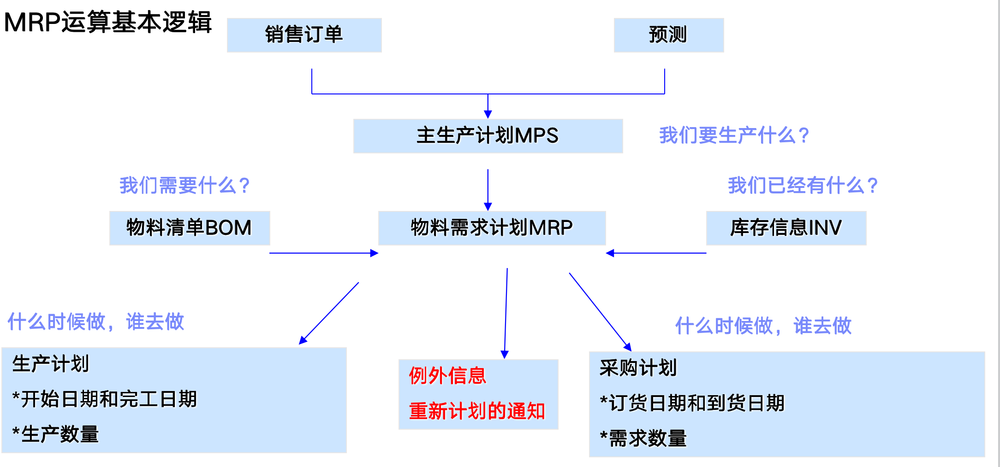 MRP运算基本逻辑
销售订单
预测
主生产计划MPS
我们要生产什么?
我们需要什么?
我们已经有什么?
物料清单BOM
物料需求计划MRP
库存信息INV
什么时候做，谁去做
什么时候做，谁去做
生产计划
*开始日期和完工日期
*生产数量
例外信息
重新计划的通知
采购计划
*订货日期和到货日期
*需求数量